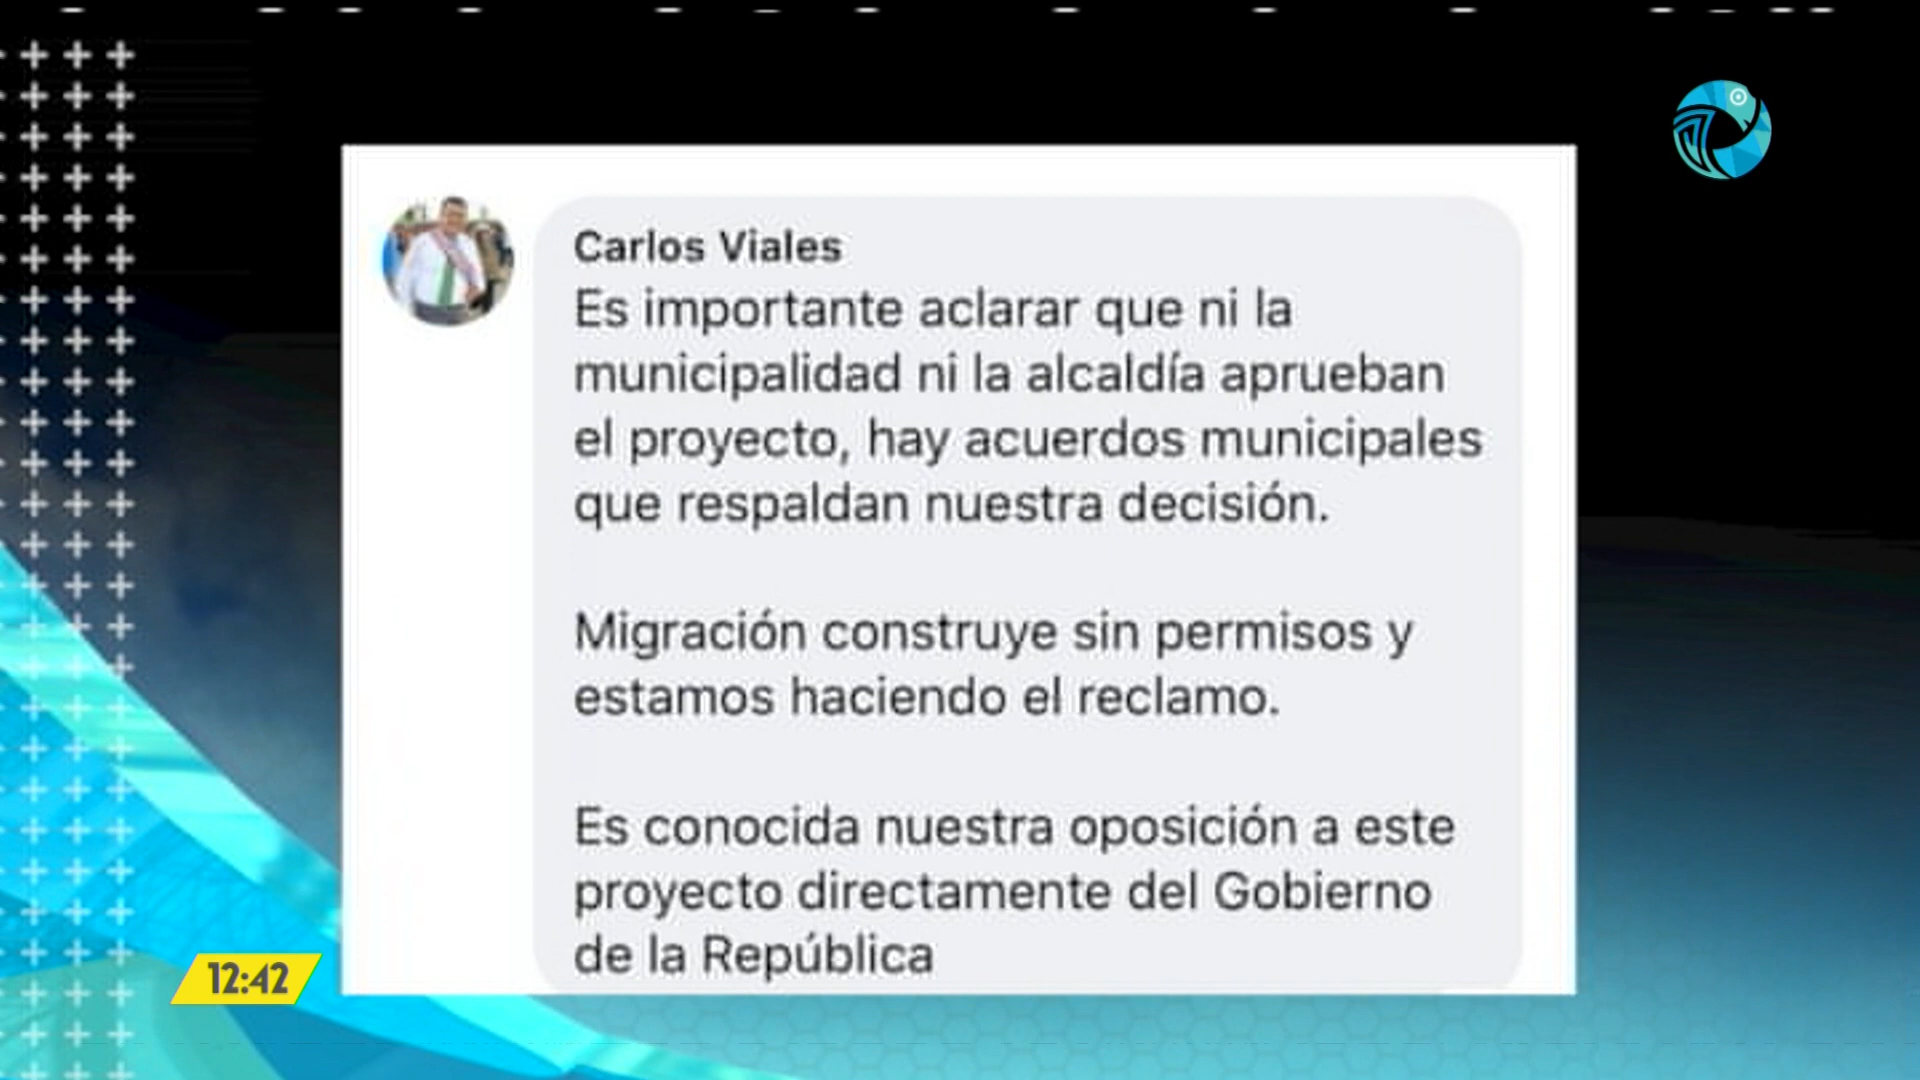 Carlos Viales
Es importante aclarar que ni la
municipalidad ni la alcaldía aprueban
el proyecto, hay acuerdos municipales
que respaldan nuestra decisión.
Migración construye sin permisos y
estamos haciendo el reclamo.
Es conocida nuestra oposición a este
proyecto directamente del Gobierno
de la República
12:42